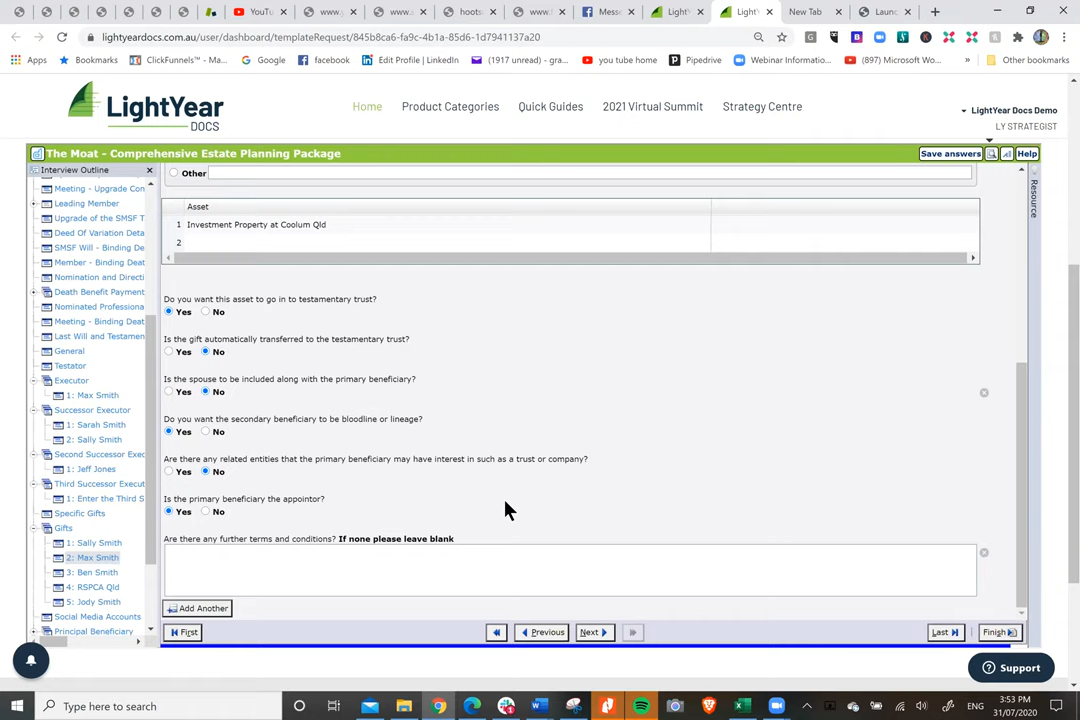 YouTu
www.y
www.s
hoots
www.f
Messe
LightY
LightY
New Tab
Launc
lightyeardocs.com.au/user/dashboard/templateRequest/845b8ca6-fa9c-4b1a-85d6-1d7941137a20
Apps
Bookmarks
ClickFunnels™ - Ma...
Google
facebook
Edit Profile | LinkedIn
(1917 unread) - gra...
you tube home
Pipedrive
Webinar Informatio...
(897) Microsoft Wo...
»
Other bookmarks
LightYear
DOCS
Home
Product Categories
Quick Guides
2021 Virtual Summit
Strategy Centre
LightYear Docs Demo
LY STRATEGIST
The Moat - Comprehensive Estate Planning Package
Save answers
Help
Interview Outline
Resource
Meeting - Upgrade Con
Leading Member
Upgrade of the SMSF T
Deed Of Variation Deta
SMSF Will - Binding De
Member - Binding Deat
Nomination and Directi
Death Benefit Payment
Nominated Professiona
Meeting - Binding Deat
Last Will and Testamen
General
Testator
Executor
1: Max Smith
Successor Executor
1: Sarah Smith
2: Sally Smith
Second Successor Exec
1: Jeff Jones
Third Successor Execut
1: Enter the Third S
Specific Gifts
Gifts
1: Sally Smith
2: Max Smith
3: Ben Smith
4: RSPCA Qld
5: Jody Smith
Social Media Accounts
Principal Beneficiary
Other
Asset
1 Investment Property at Coolum Qld
2
Do you want this asset to go in to testamentary trust?
Yes No
Is the gift automatically transferred to the testamentary trust?
Yes No
Is the spouse to be included along with the primary beneficiary?
Yes No
Do you want the secondary beneficiary to be bloodline or lineage?
Yes No
Are there any related entities that the primary beneficiary may have interest in such as a trust or company?
Yes No
Is the primary beneficiary the appointor?
Yes No
Are there any further terms and conditions? If none please leave blank
Add Another
First
Previous
Next
Last
Finish
Support
Type here to search
ENG
3:53 PM
31/07/2020